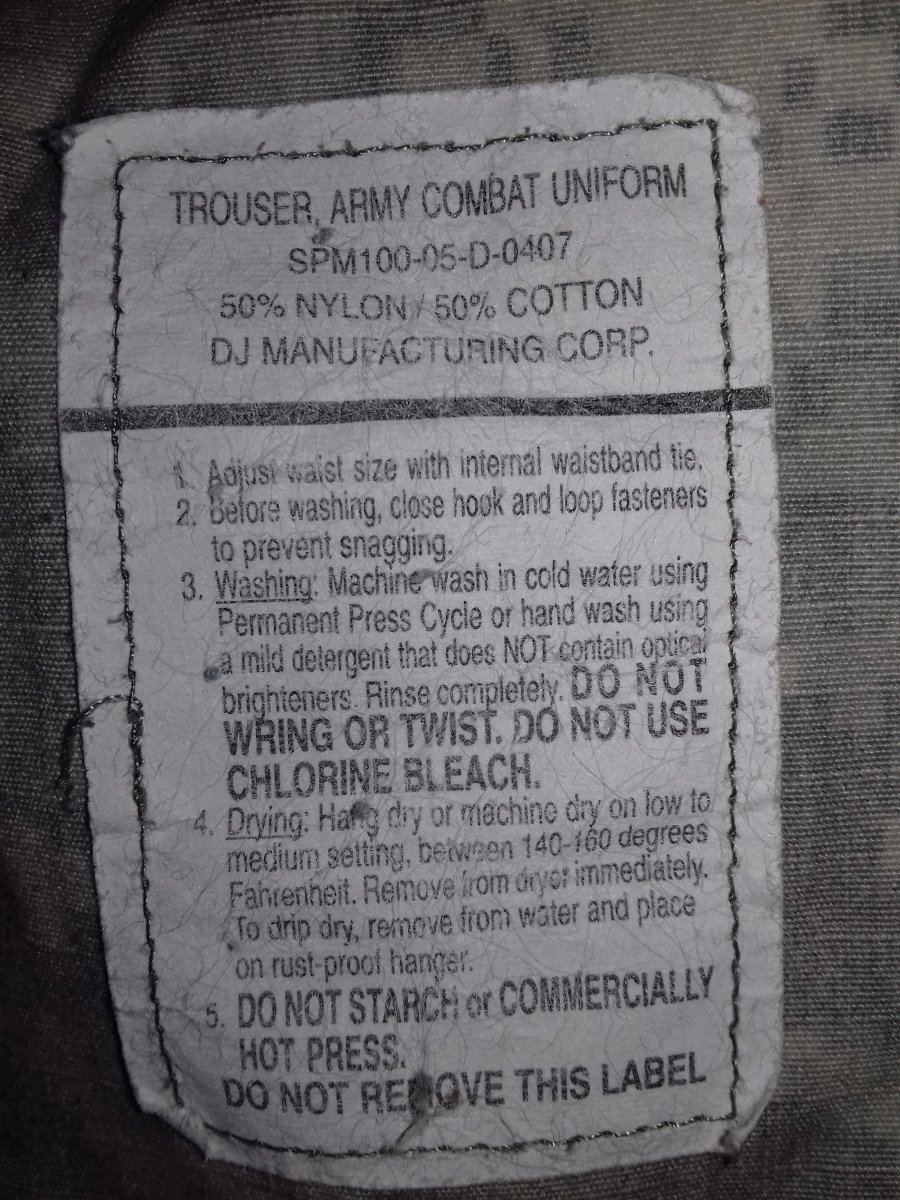 TROUSER, ARMY COMBAT UNIFORM
SPM100-05-D-0407
50% NYLON / 50% COTTON
DJ MANUFACTURING CORP.
1. Adjust waist size with internal waistband tie.
2. Before washing, close hook and loop fasteners
to prevent snagging.
3. Washing: Machine wash in cold water using
Permanent Press Cycle or hand wash using
a mild detergent that does NOT contain optical
brighteners. Rinse completely. DO NOT
WRING OR TWIST. DO NOT USE
CHLORINE BLEACH.
4. Drying: Hang dry or machine dry on low to
medium setting, between 140-160 degrees
Fahrenheit. Remove from dryer immediately.
To drip dry, remove from water and place
on rust-proof hanger.
5. DO NOT STARCH or COMMERCIALLY
HOT PRESS.
DO NOT REMOVE THIS LABEL